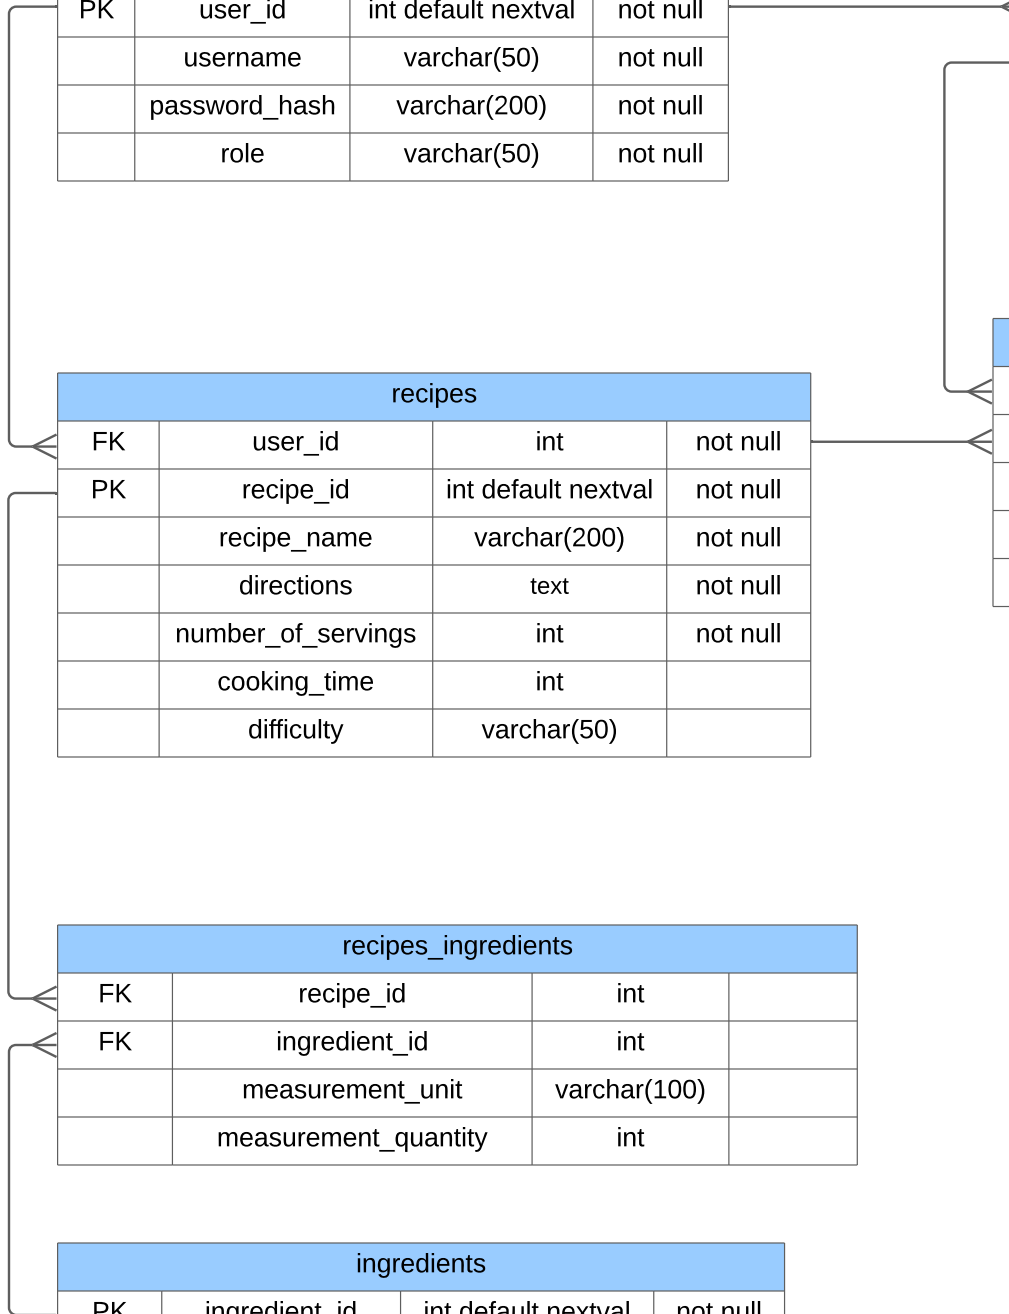 PK user_id int default nextval not null
username varchar(50) not null
password_hash varchar(200) not null
role varchar(50) not null
recipes
FK user_id int not null
PK recipe_id int default nextval not null
recipe_name varchar(200) not null
directions text not null
number_of_servings int not null
cooking_time int
difficulty varchar(50)
recipes_ingredients
FK recipe_id int
FK ingredient_id int
measurement_unit varchar(100)
measurement_quantity int
ingredients
PK ingredient_id int default nextval not null